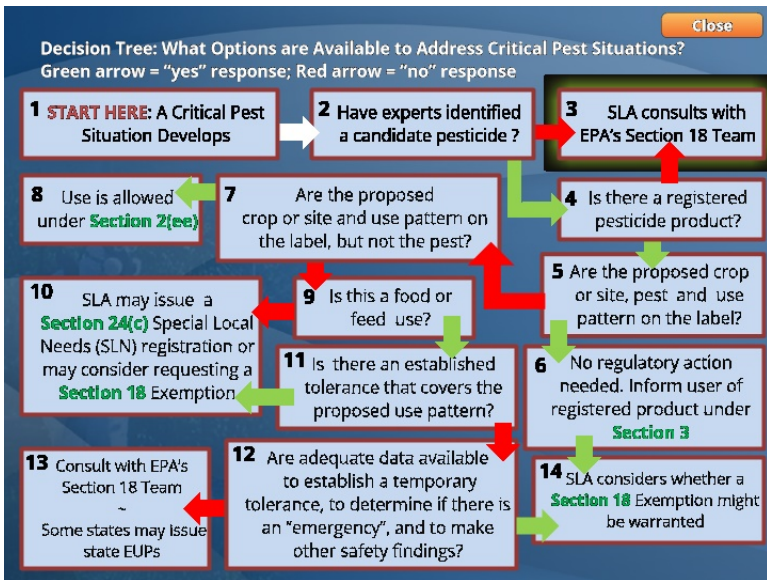 Close
Decision Tree: What Options are Available to Address Critical Pest Situations?
Green arrow = "yes" response; Red arrow = "no" response
1 START HERE: A Critical Pest
Situation Develops
2 Have experts identified
a candidate pesticide ?
3 SLA consults with
EPA's Section 18 Team
4 Is there a registered
pesticide product?
5 Are the proposed crop
or site, pest and use
pattern on the label?
6 No regulatory action
needed. Inform user of
registered product under
Section 3
7 Are the proposed
crop or site and use pattern on
the label, but not the pest?
8 Use is allowed
under Section 2(ee)
9 Is this a food or
feed use?
10 SLA may issue a
Section 24(c) Special Local
Needs (SLN) registration or
may consider requesting a
Section 18 Exemption
11 Is there an established
tolerance that covers the
proposed use pattern?
12 Are adequate data available
to establish a temporary
tolerance, to determine if there is
an "emergency", and to make
other safety findings?
13 Consult with EPA's
Section 18 Team
~
Some states may issue
state EUPs
14 SLA considers whether a
Section 18 Exemption might
be warranted